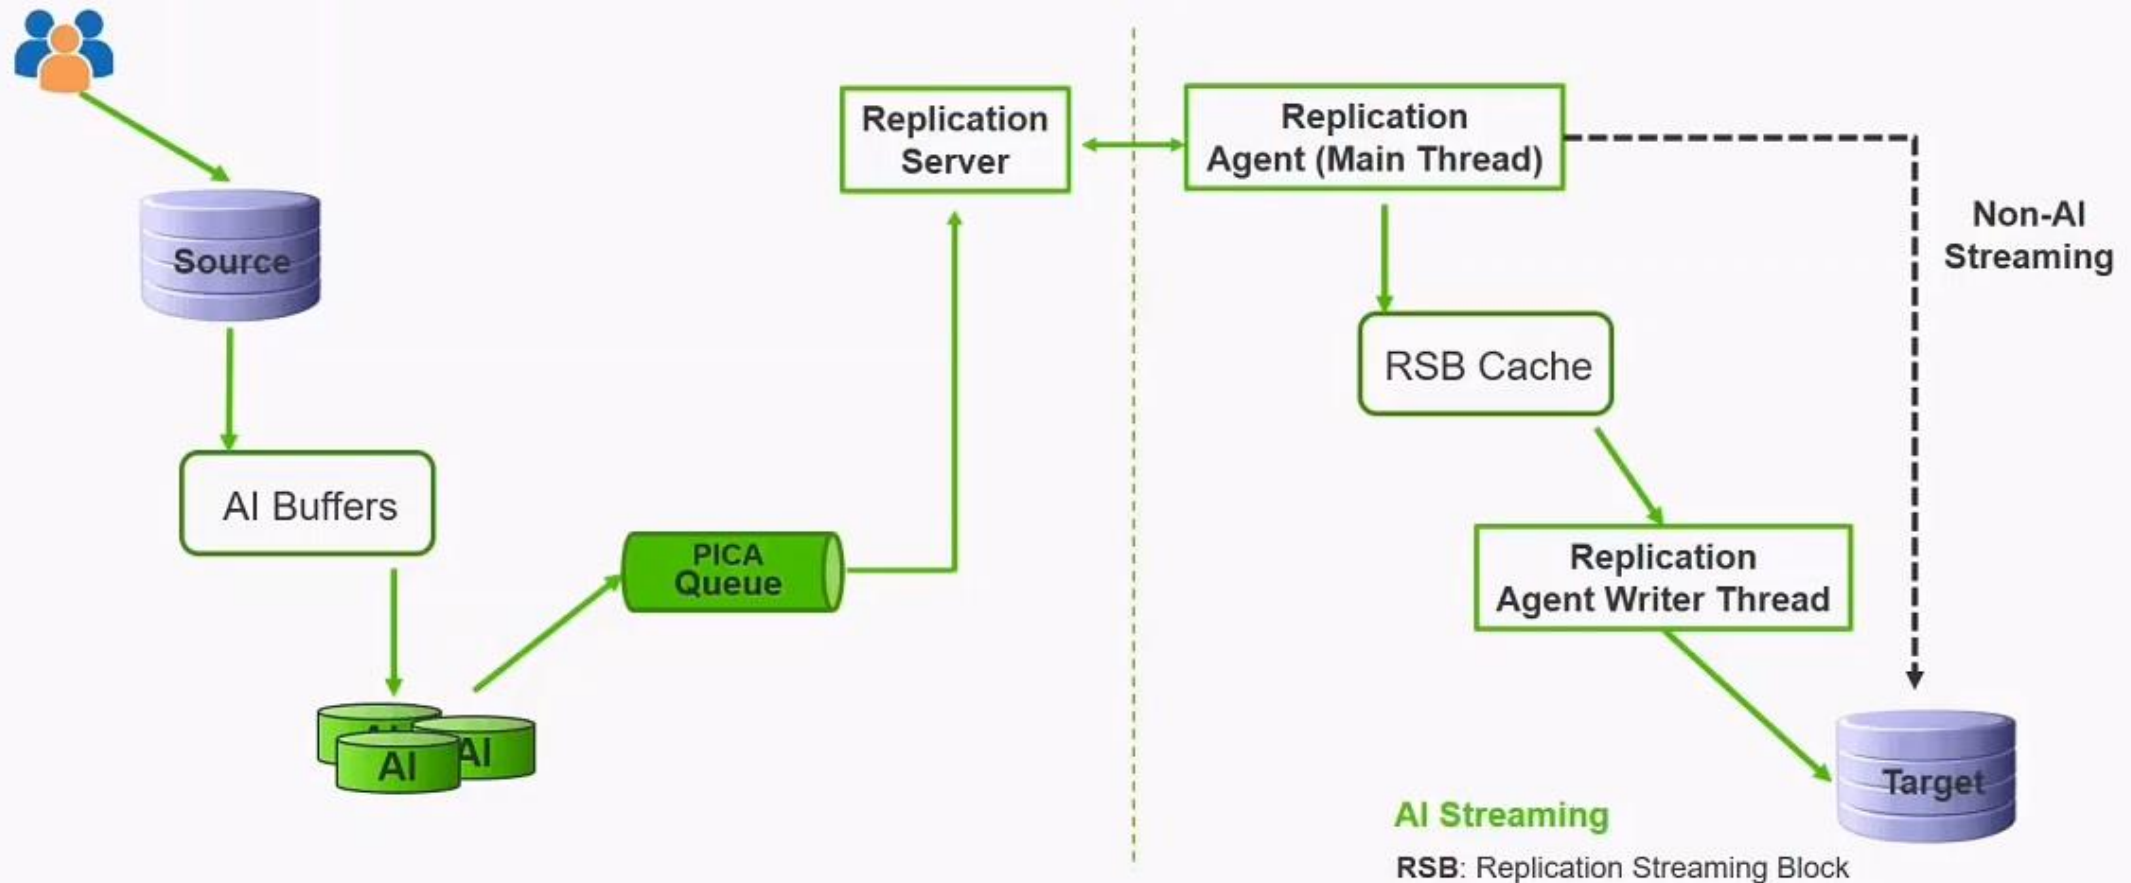 Replication
Server
Replication
Agent (Main Thread)
Non-AI
Streaming
Source
RSB Cache
AI Buffers
PICA
Queue
Replication
Agent Writer Thread
AI
AI
AI
Target
AI Streaming
RSB: Replication Streaming Block